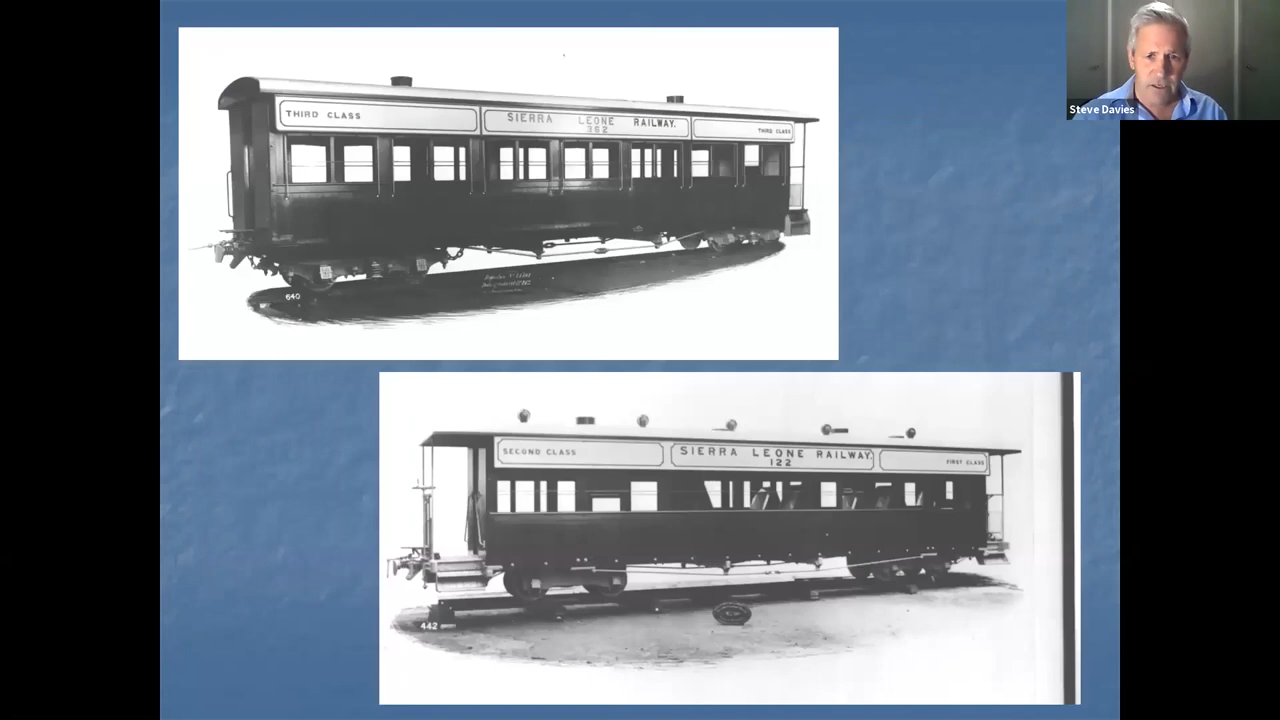 Steve Davies
THIRD CLASS
SIERRA LEONE RAILWAY.
362
THIRD CLASS
640
SECOND CLASS
SIERRA LEONE RAILWAY.
122
FIRST CLASS
442